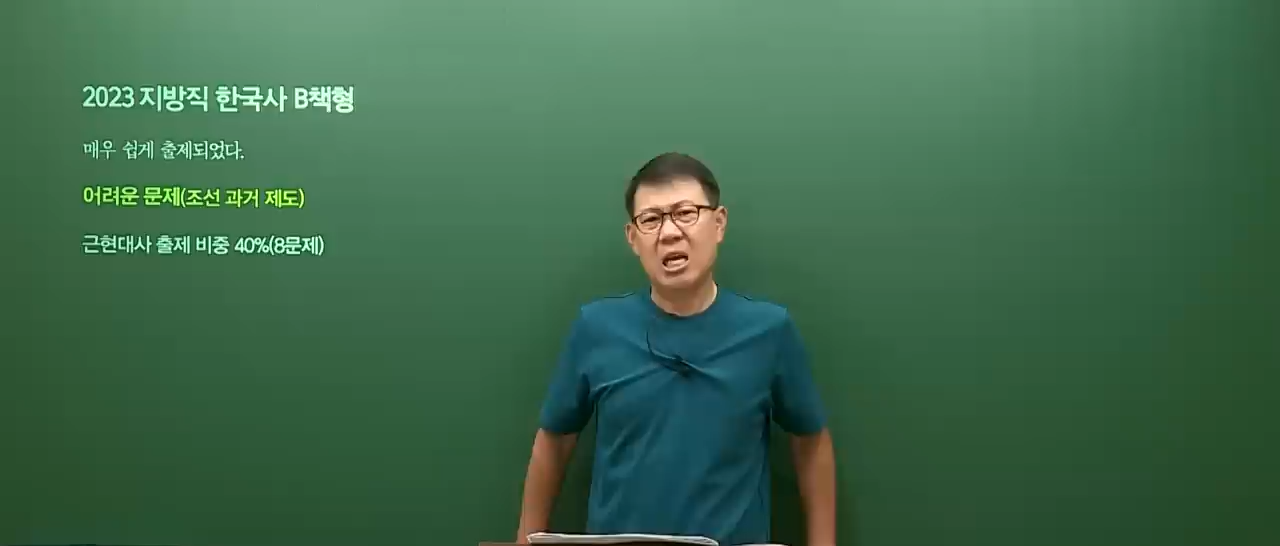 2023 지방직 한국사 B책형
매우 쉽게 출제되었다.
어려운 문제(조선 과거 제도)
근현대사 출제 비중 40%(8문제)